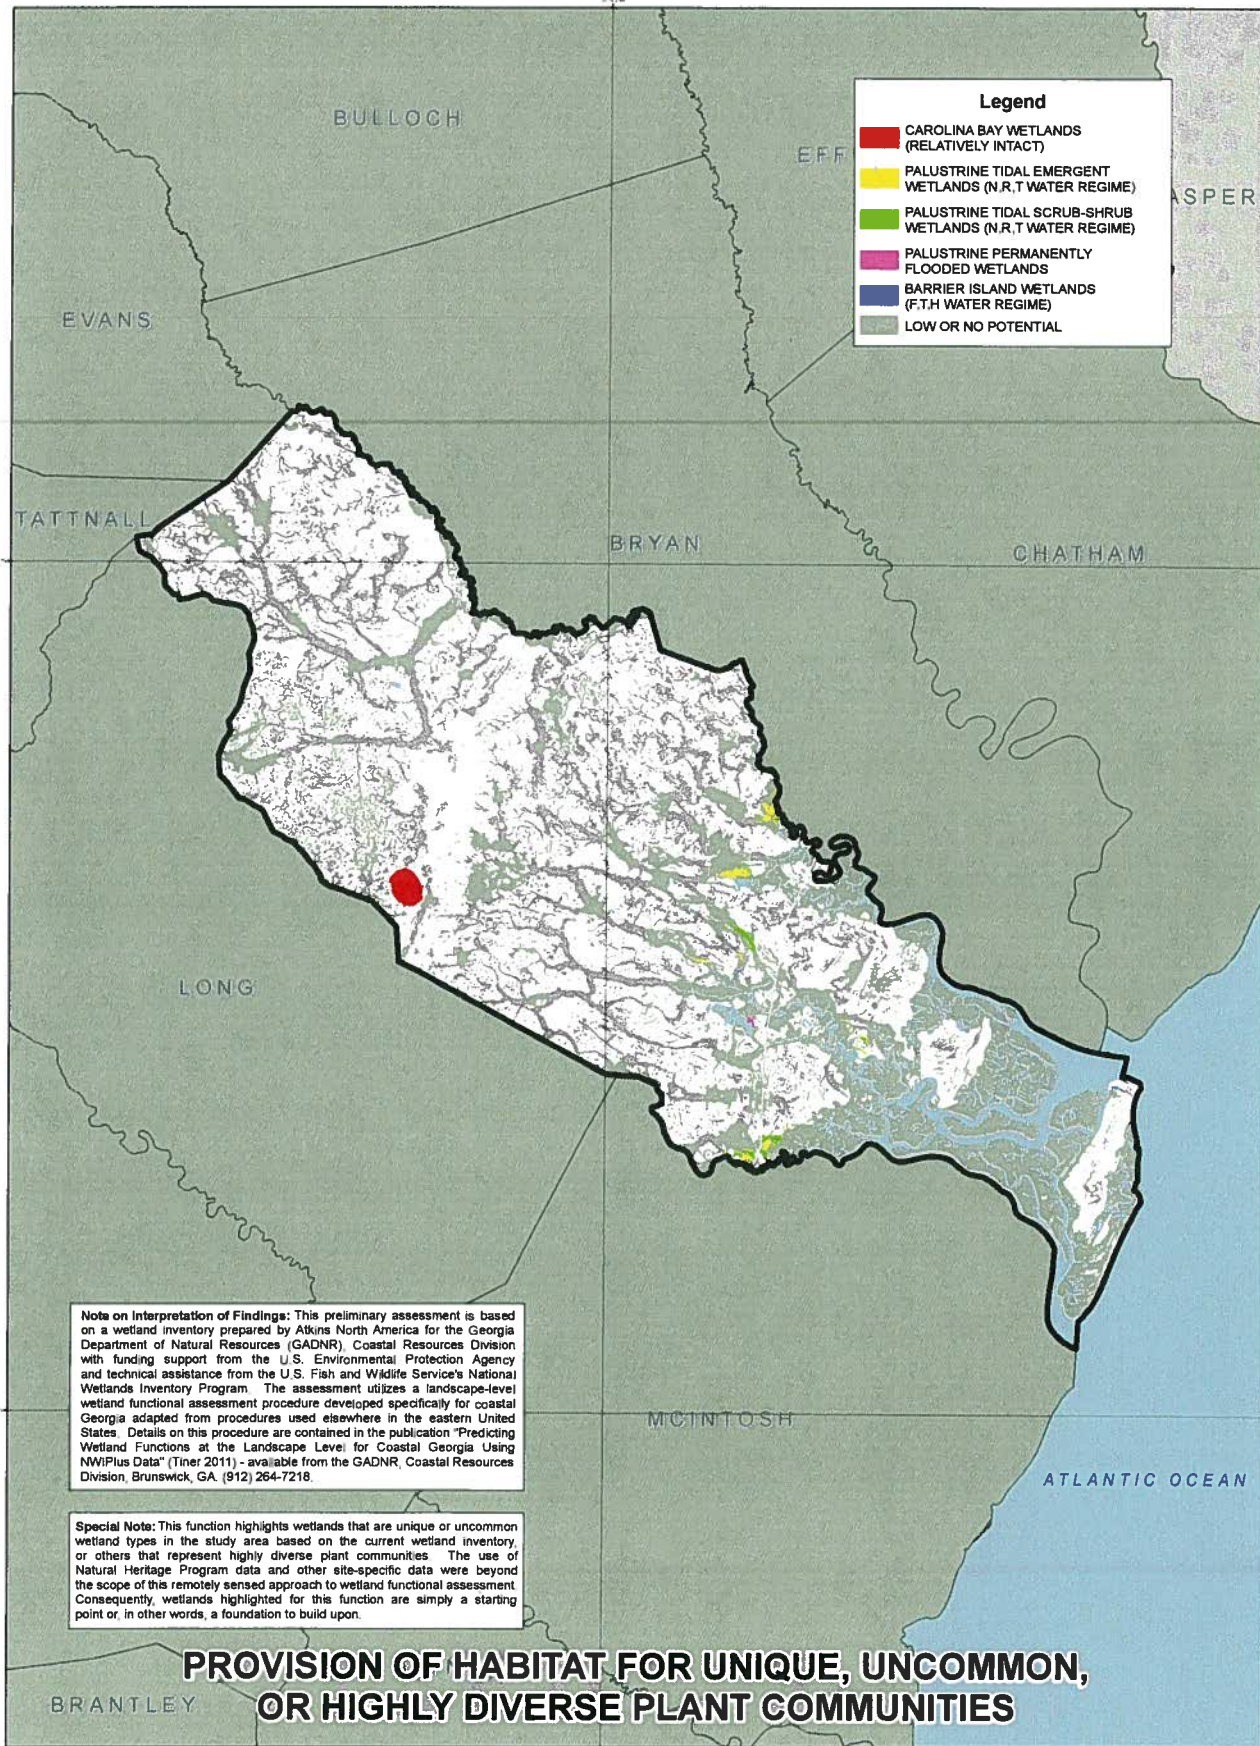 BULLOCH
Legend
CAROLINA BAY WETLANDS
(RELATIVELY INTACT)
EFF
PALUSTRINE TIDAL EMERGENT
WETLANDS (N,R,T WATER REGIME)
ASPER
PALUSTRINE TIDAL SCRUB-SHRUB
WETLANDS (N,R,T WATER REGIME)
PALUSTRINE PERMANENTLY
FLOODED WETLANDS
BARRIER ISLAND WETLANDS
(F,T,H WATER REGIME)
LOW OR NO POTENTIAL
EVANS
TATTNALL
BRYAN
CHATHAM
LONG
Note on Interpretation of Findings: This preliminary assessment is based
on a wetland inventory prepared by Atkins North America for the Georgia
Department of Natural Resources (GADNR), Coastal Resources Division
with funding support from the U.S. Environmental Protection Agency
and technical assistance from the U.S. Fish and Wildlife Service's National
Wetlands Inventory Program. The assessment utilizes a landscape-level
wetland functional assessment procedure developed specifically for coastal
Georgia adapted from procedures used elsewhere in the eastern United
States. Details on this procedure are contained in the publication "Predicting
Wetland Functions at the Landscape Level for Coastal Georgia Using
NWIPlus Data" (Tiner 2011) - available from the GADNR, Coastal Resources
Division, Brunswick, GA. (912) 264-7218.
MCINTOSH
ATLANTIC OCEAN
Special Note: This function highlights wetlands that are unique or uncommon
wetland types in the study area based on the current wetland inventory,
or others that represent highly diverse plant communities. The use of
Natural Heritage Program data and other site-specific data were beyond
the scope of this remotely sensed approach to wetland functional assessment.
Consequently, wetlands highlighted for this function are simply a starting
point or, in other words, a foundation to build upon.
PROVISION OF HABITAT FOR UNIQUE, UNCOMMON,
OR HIGHLY DIVERSE PLANT COMMUNITIES
BRANTLEY